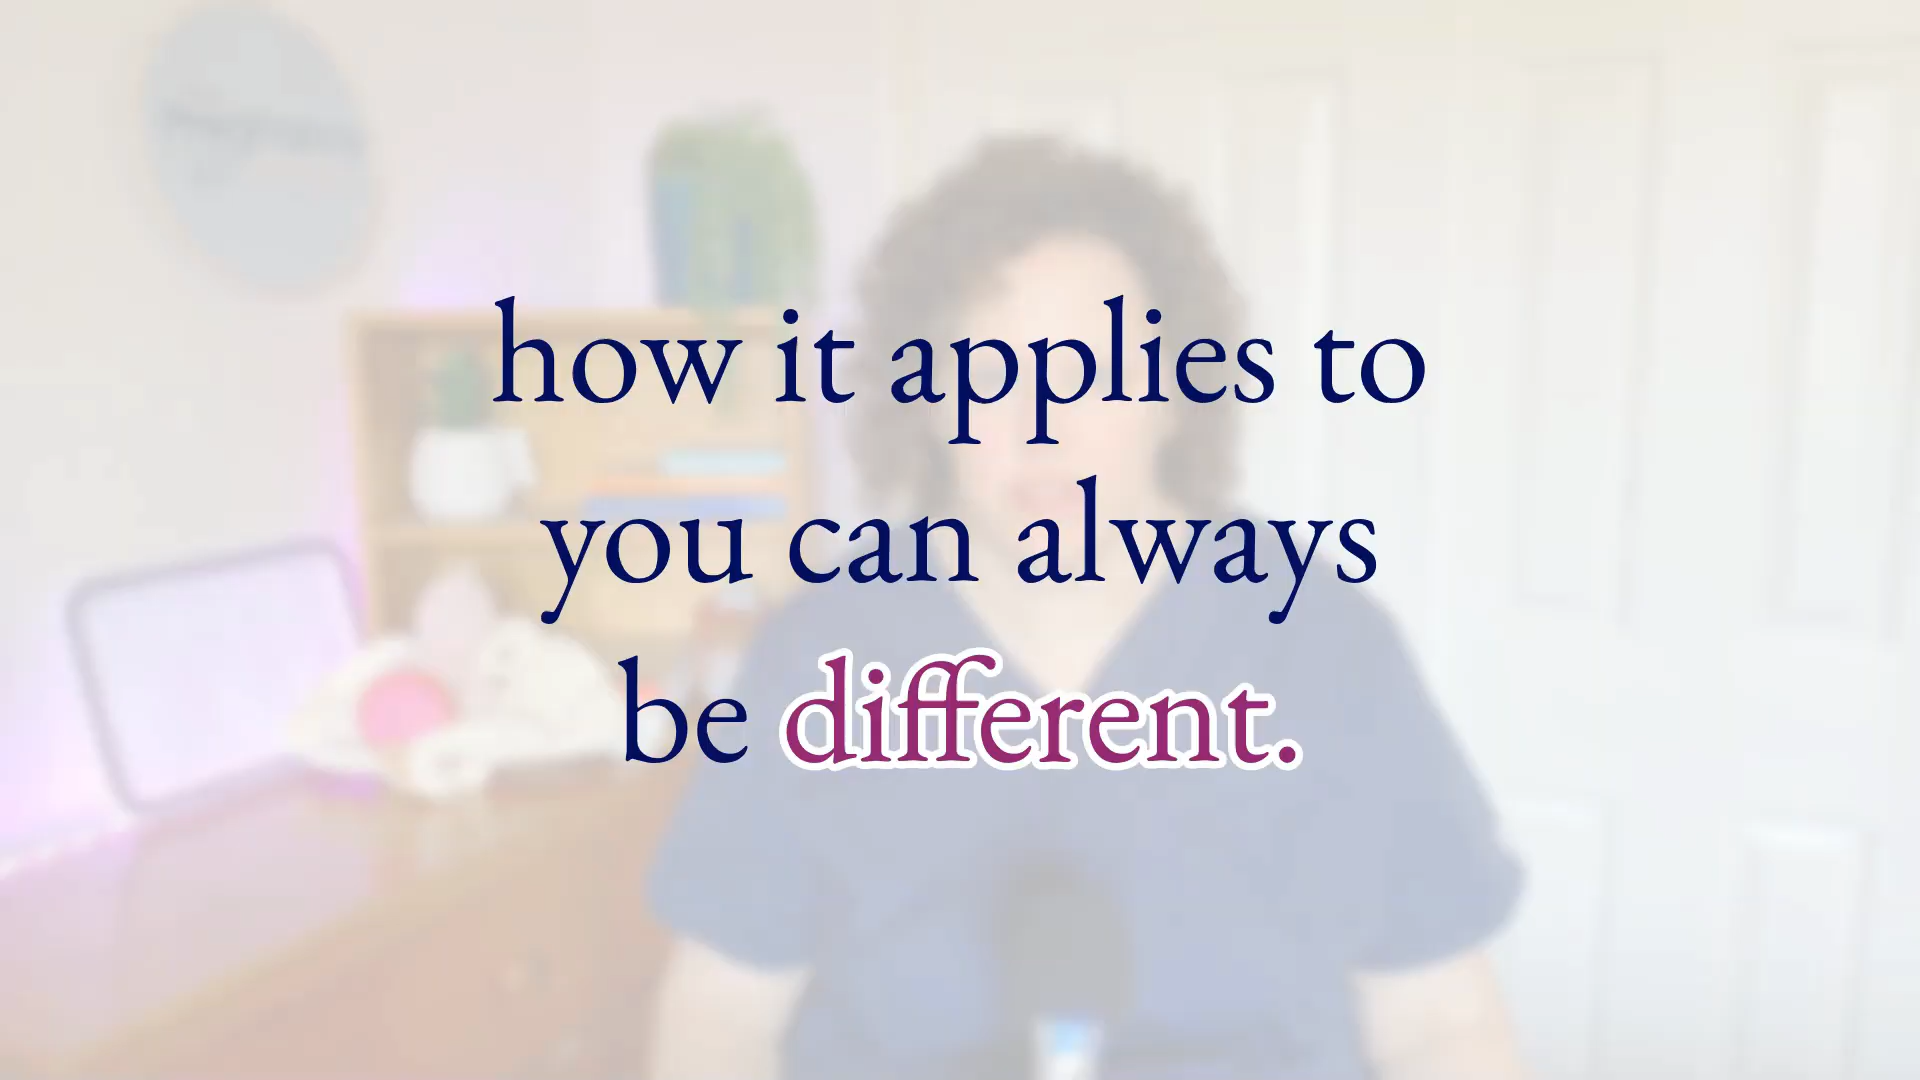 how it applies to
you can always
be different.